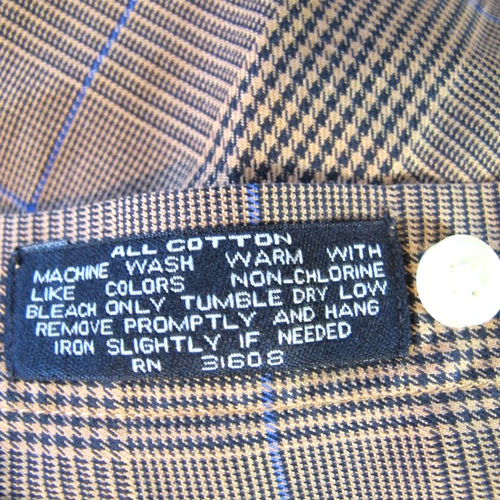 ALL COTTON
MACHINE WASH WARM WITH
LIKE COLORS NON-CHLORINE
BLEACH ONLY TUMBLE DRY LOW
REMOVE PROMPTLY AND HANG
IRON SLIGHTLY IF NEEDED
RN 31608